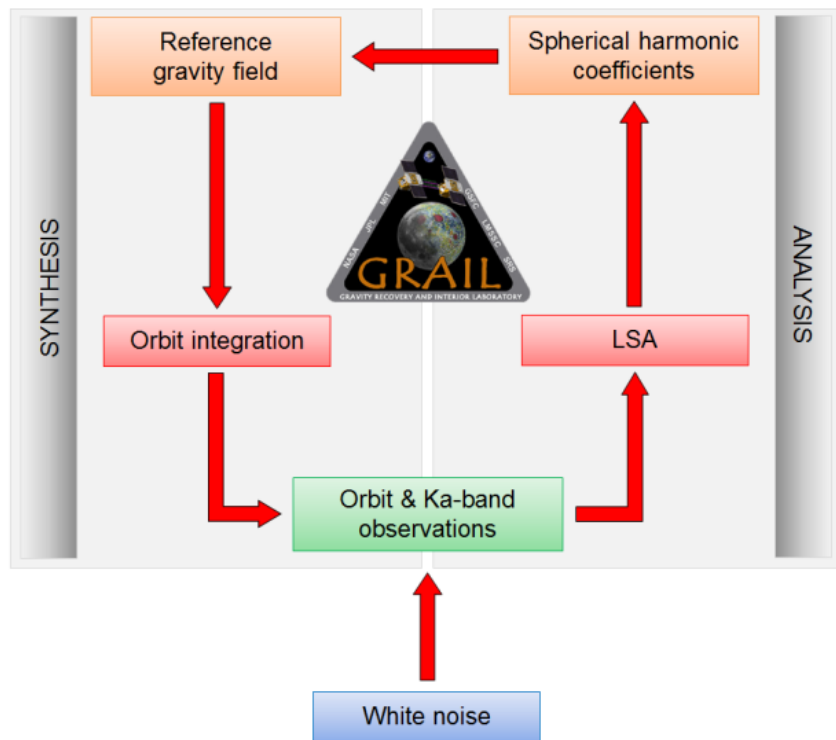 Reference
gravity field
Spherical harmonic
coefficients
SYNTHESIS
ANALYSIS
NASA JPL MIT
GSFC LMSSC SRS
GRAIL
GRAVITY RECOVERY AND INTERIOR LABORATORY
Orbit integration
LSA
Orbit & Ka-band
observations
White noise